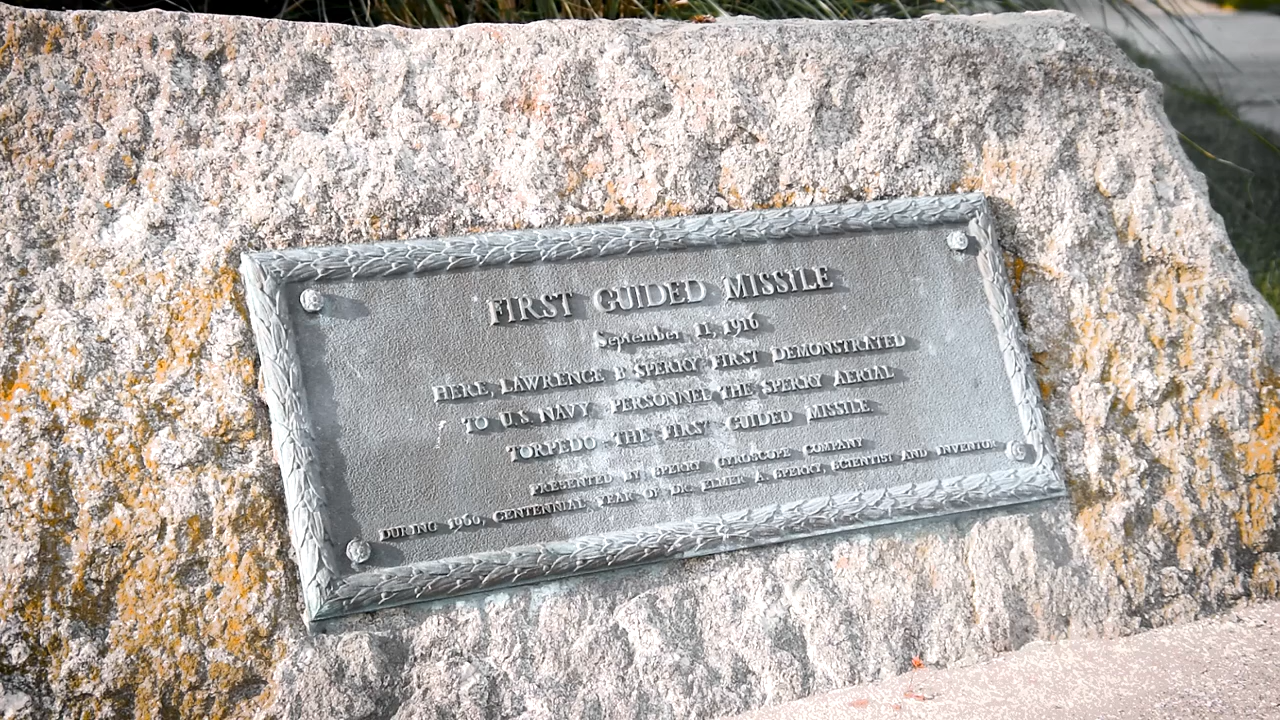 FIRST GUIDED MISSILE
September 12, 1916
HERE, LAWRENCE B SPERRY FIRST DEMONSTRATED
TO U.S. NAVY PERSONNEL THE SPERRY AERIAL
TORPEDO - THE FIRST GUIDED MISSILE.
PRESENTED BY SPERRY GYROSCOPE COMPANY
DURING 1960, CENTENNIAL YEAR OF DR. ELMER A. SPERRY, SCIENTIST AND INVENTOR